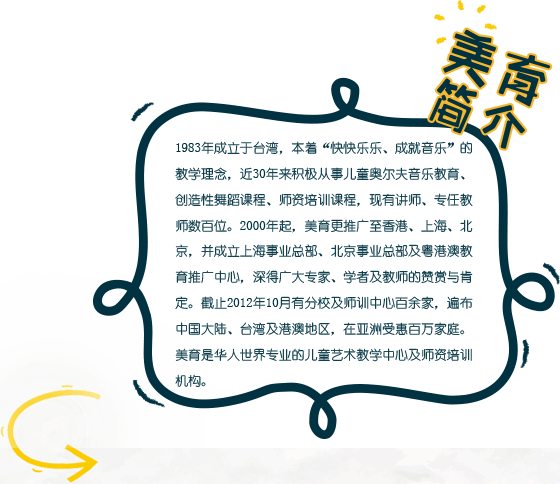 美育
简介
1983年成立于台湾，本着“快快乐乐、成就音乐”的
教学理念，近30年来积极从事儿童奥尔夫音乐教育、
创造性舞蹈课程、师资培训课程，现有讲师、专任教
师数百位。2000年起，美育更推广至香港、上海、北
京，并成立上海事业总部、北京事业总部及粤港澳教
育推广中心，深得广大专家、学者及教师的赞赏与肯
定。截止2012年10月有分校及师训中心百余家，遍布
中国大陆、台湾及港澳地区，在亚洲受惠百万家庭。
美育是华人世界专业的儿童艺术教学中心及师资培训
机构。